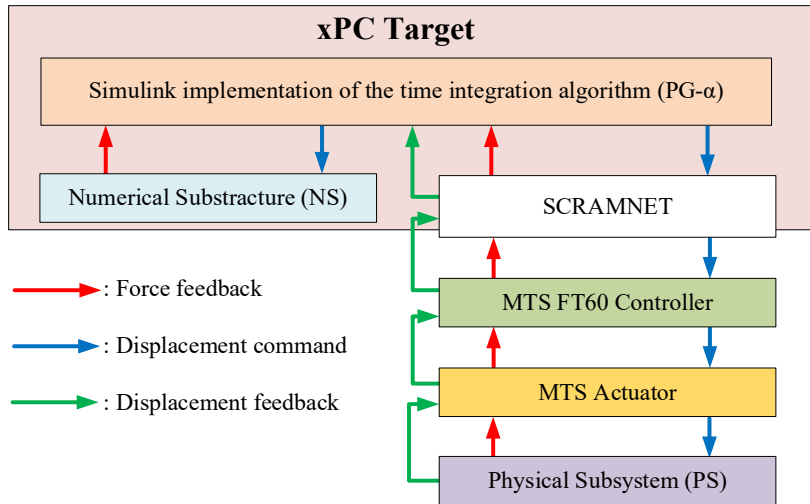 xPC Target
Simulink implementation of the time integration algorithm (PG-α)
Numerical Substracture (NS)
SCRAMNET
: Force feedback
MTS FT60 Controller
: Displacement command
MTS Actuator
: Displacement feedback
Physical Subsystem (PS)